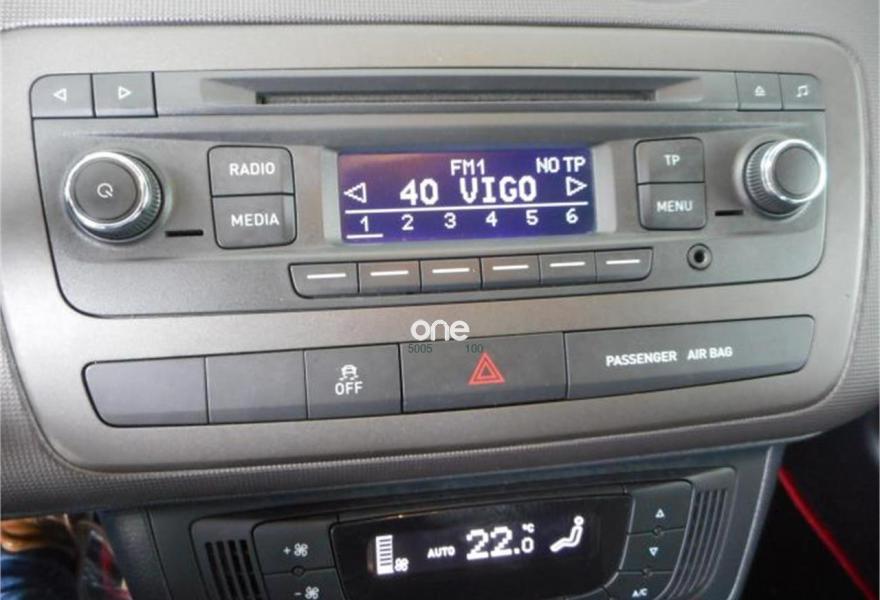 RADIO
MEDIA
FM1 NO TP
40 VIGO
1 2 3 4 5 6
TP
MENU
one
5005 100
OFF
PASSENGER AIR BAG
AUTO 22.0 °C
A/C